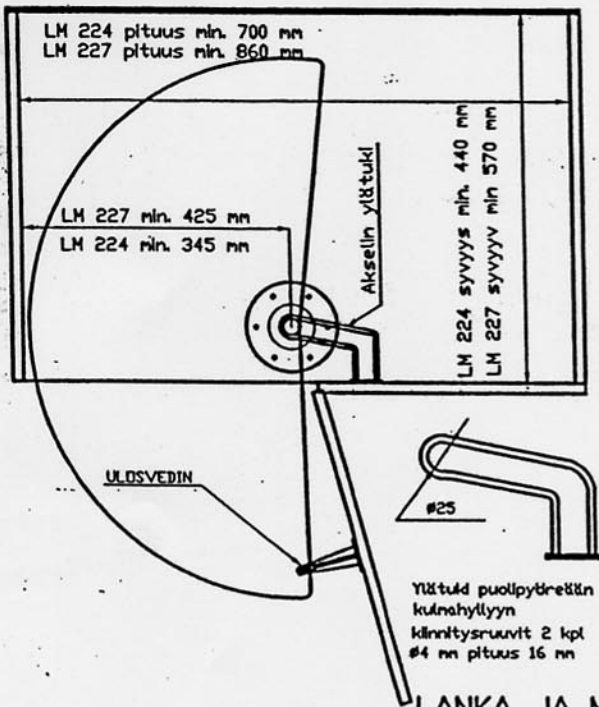 LM 224 pituus min. 700 mm
LM 227 pituus min. 860 mm
LM 227 min. 425 mm
LM 224 min. 345 mm
Akselin ylätuki
LM 224 syvyys min. 440 mm
LM 227 syvyyv min 570 mm
ULOSVEDIN
ø25
Ylätuki puolipyöreään
kulmahyllyyn
kiinnitysruuvit 2 kpl
ø4 mm pituus 16 mm
LANKA JA